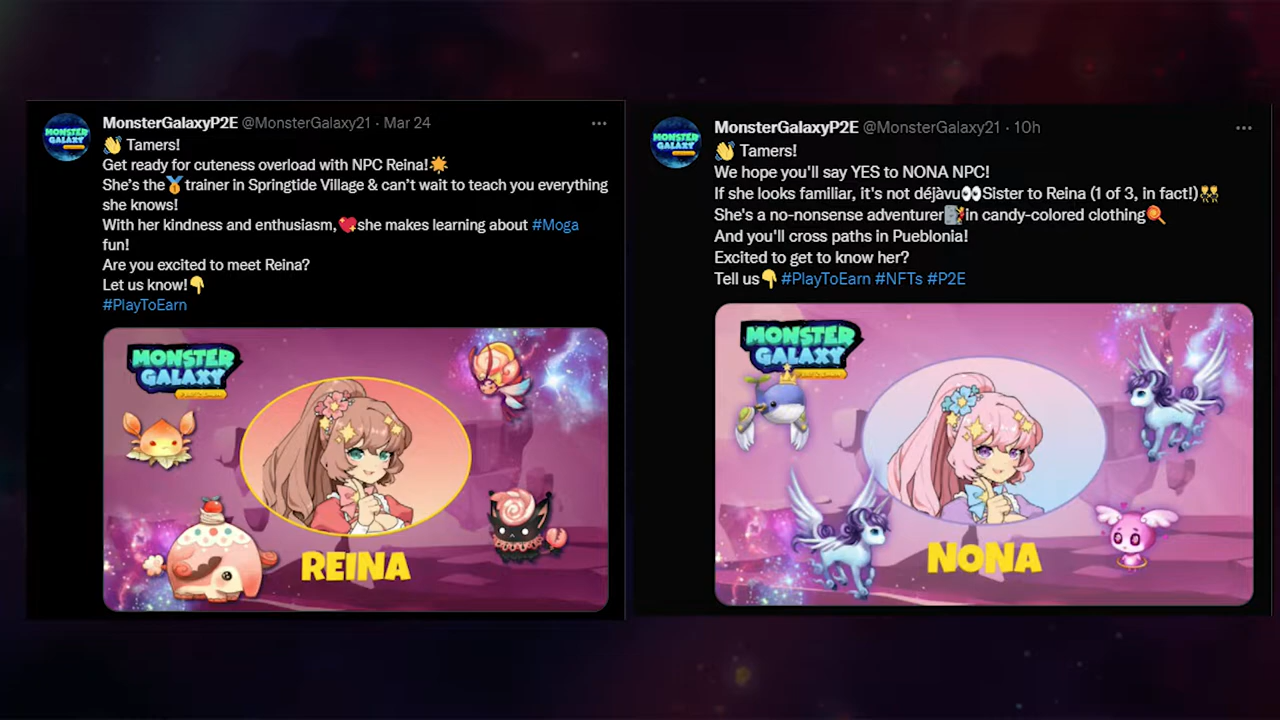 MonsterGalaxyP2E @MonsterGalaxy21 · Mar 24
👋 Tamers!
Get ready for cuteness overload with NPC Reina!🌟
She's the🥇trainer in Springtide Village & can't wait to teach you everything
she knows!
With her kindness and enthusiasm,💖she makes learning about #Moga
fun!
Are you excited to meet Reina?
Let us know!👇
#PlayToEarn
MONSTER
GALAXY
REINA
MonsterGalaxyP2E @MonsterGalaxy21 · 10h
👋 Tamers!
We hope you'll say YES to NONA NPC!
If she looks familiar, it's not déjàvu👀Sister to Reina (1 of 3, in fact!)👯
She's a no-nonsense adventurer🧗in candy-colored clothing🍭
And you'll cross paths in Pueblonia!
Excited to get to know her?
Tell us👇 #PlayToEarn #NFTs #P2E
MONSTER
GALAXY
NONA